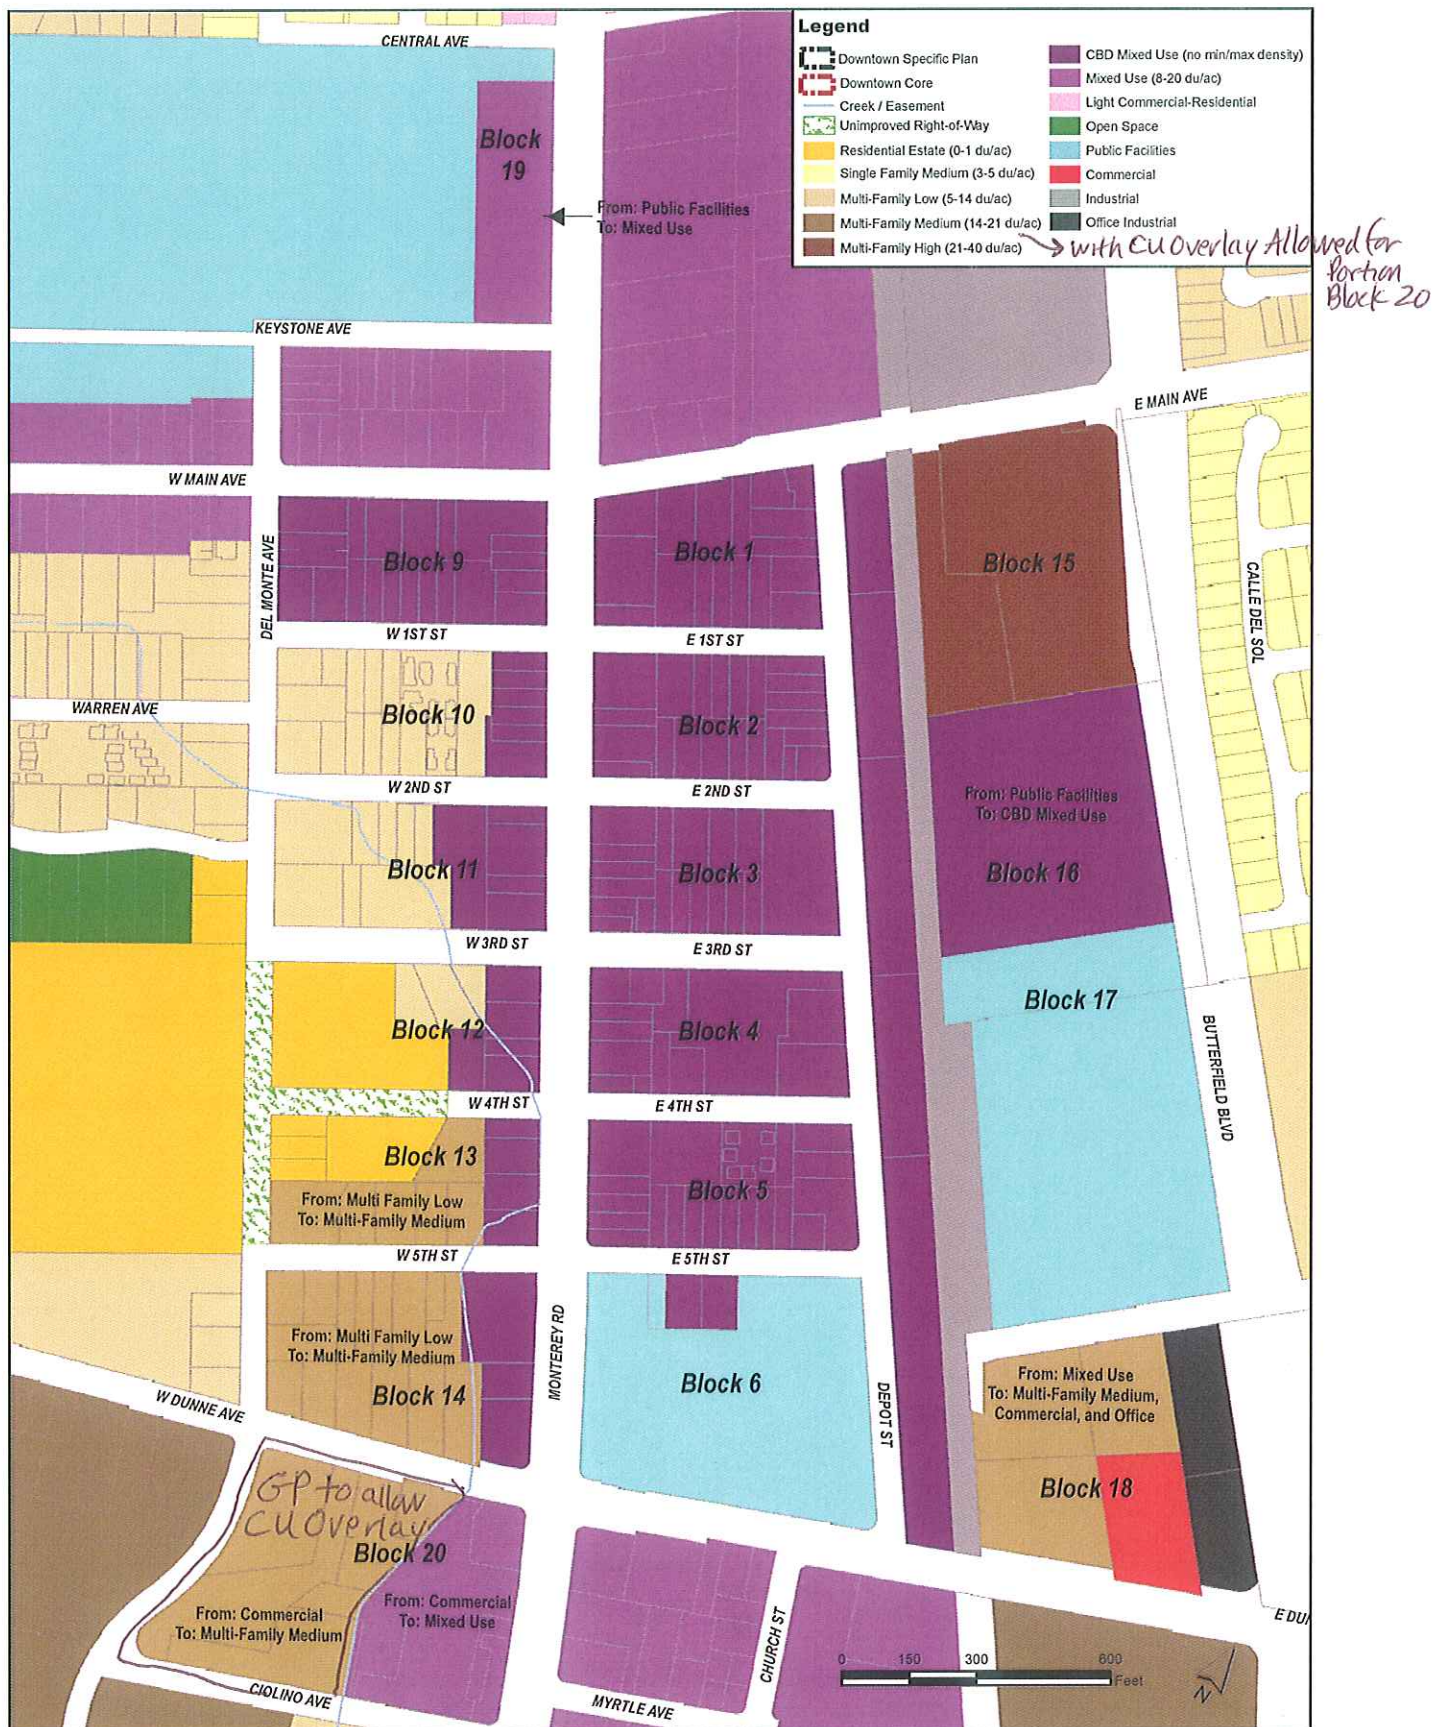 CENTRAL AVE
Legend
Downtown Specific Plan
Downtown Core
Creek / Easement
Unimproved Right-of-Way
Residential Estate (0-1 du/ac)
Single Family Medium (3-5 du/ac)
Multi-Family Low (5-14 du/ac)
Multi-Family Medium (14-21 du/ac)
Multi-Family High (21-40 du/ac)
CBD Mixed Use (no min/max density)
Mixed Use (8-20 du/ac)
Light Commercial-Residential
Open Space
Public Facilities
Commercial
Industrial
Office Industrial
with CU Overlay Allowed for
Portion
Block 20
Block
19
From: Public Facilities
To: Mixed Use
KEYSTONE AVE
E MAIN AVE
W MAIN AVE
DEL MONTE AVE
Block 9
Block 1
Block 15
CALLE DEL SOL
W 1ST ST
E 1ST ST
WARREN AVE
Block 10
Block 2
W 2ND ST
E 2ND ST
From: Public Facilities
To: CBD Mixed Use
Block 11
Block 3
Block 16
W 3RD ST
E 3RD ST
Block 17
Block 12
Block 4
BUTTERFIELD BLVD
W 4TH ST
E 4TH ST
Block 13
From: Multi Family Low
To: Multi-Family Medium
Block 5
W 5TH ST
E 5TH ST
From: Multi Family Low
To: Multi-Family Medium
Block 14
MONTEREY RD
Block 6
DEPOT ST
From: Mixed Use
To: Multi-Family Medium,
Commercial, and Office
W DUNNE AVE
Block 18
GP to allow
CU Overlay
Block 20
From: Commercial
To: Multi-Family Medium
From: Commercial
To: Mixed Use
CHURCH ST
E DU
CIOLINO AVE
MYRTLE AVE
0 150 300 600
Feet
N